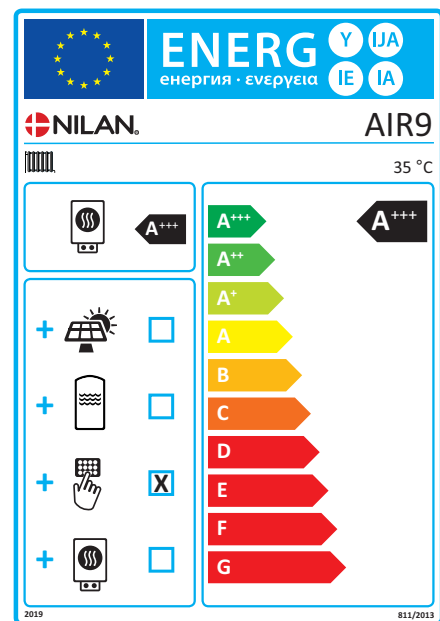 ENERG Y IJA
енергия · ενεργεια IE IA
NILAN. AIR9
35 °C
A+++
A+++ A+++
A++
A+
A
B
C
D
X
E
F
G
2019 811/2013